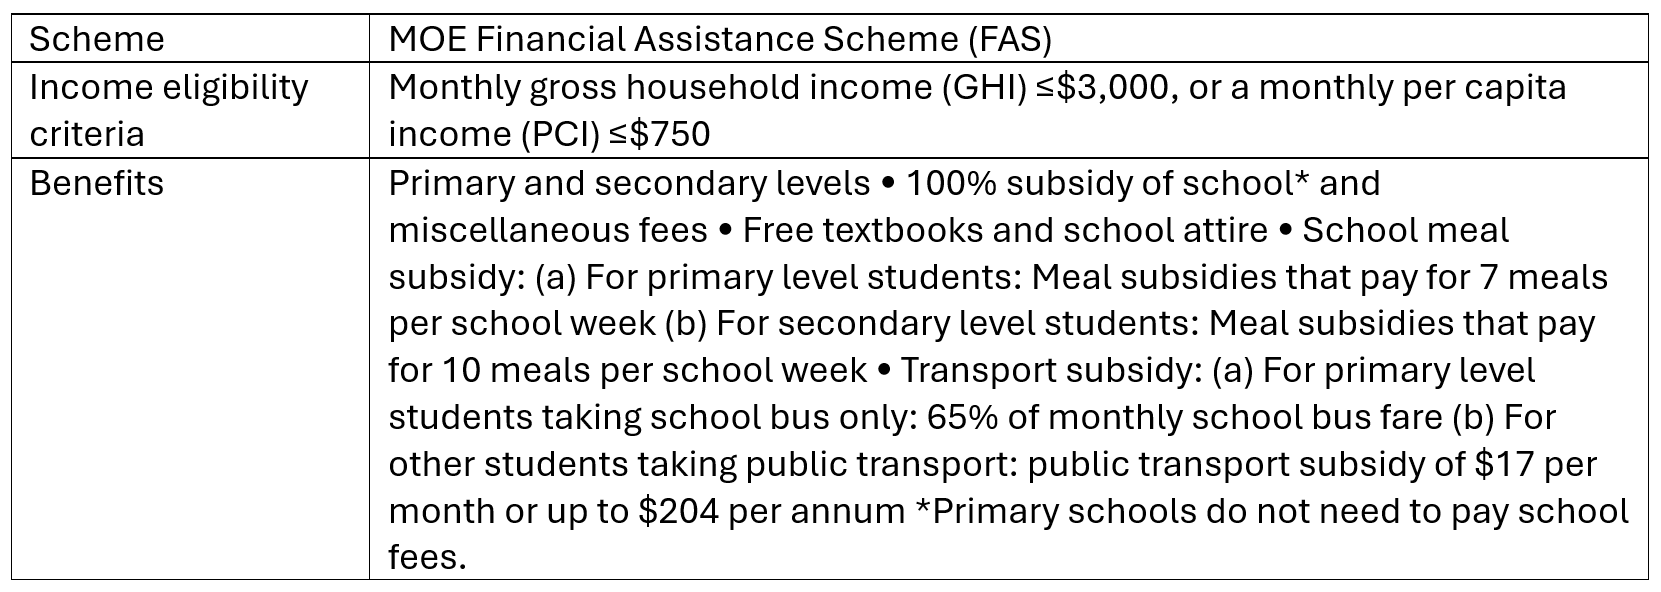 Scheme
MOE Financial Assistance Scheme (FAS)
Income eligibility
criteria
Monthly gross household income (GHI) ≤$3,000, or a monthly per capita
income (PCI) ≤$750
Benefits
Primary and secondary levels • 100% subsidy of school* and
miscellaneous fees • Free textbooks and school attire • School meal
subsidy: (a) For primary level students: Meal subsidies that pay for 7 meals
per school week (b) For secondary level students: Meal subsidies that pay
for 10 meals per school week • Transport subsidy: (a) For primary level
students taking school bus only: 65% of monthly school bus fare (b) For
other students taking public transport: public transport subsidy of $17 per
month or up to $204 per annum *Primary schools do not need to pay school
fees.